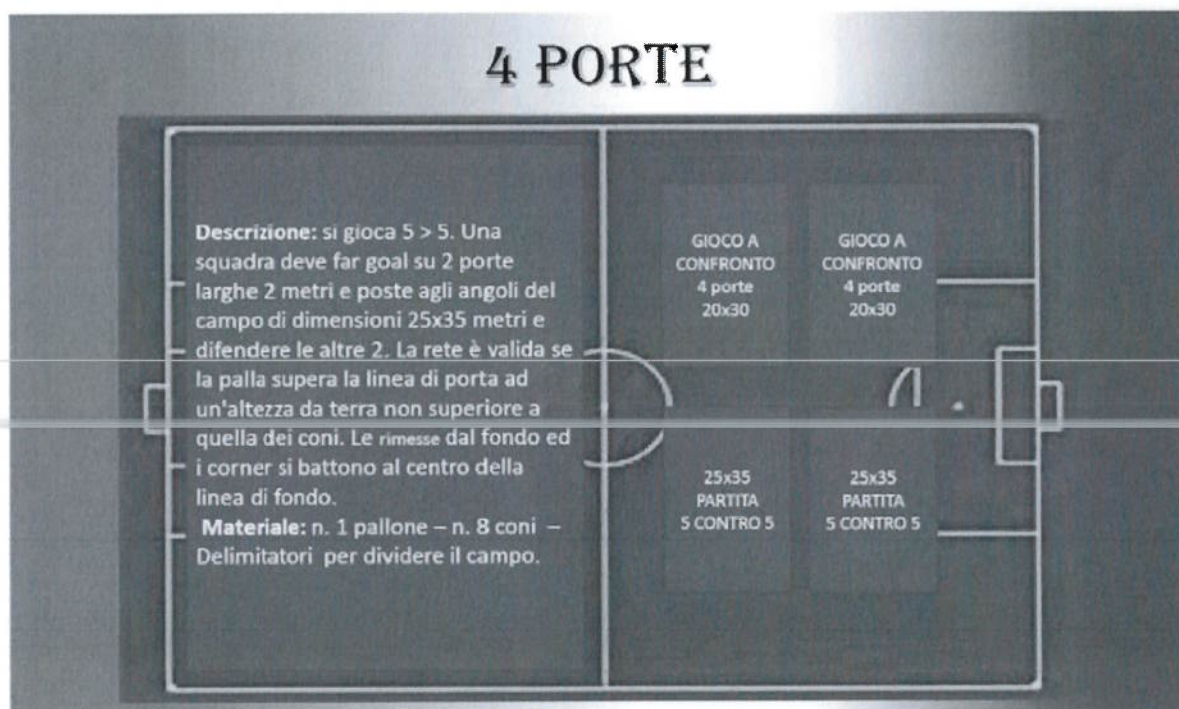 4 PORTE
Descrizione: si gioca 5 > 5. Una
squadra deve far goal su 2 porte
larghe 2 metri e poste agli angoli del
campo di dimensioni 25x35 metri e
difendere le altre 2. La rete è valida se
la palla supera la linea di porta ad
un'altezza da terra non superiore a
quella dei coni. Le rimesse dal fondo ed
i corner si battono al centro della
linea di fondo.
Materiale: n. 1 pallone – n. 8 coni –
Delimitatori per dividere il campo.
GIOCO A
CONFRONTO
4 porte
20x30
GIOCO A
CONFRONTO
4 porte
20x30
25x35
PARTITA
5 CONTRO 5
25x35
PARTITA
5 CONTRO 5